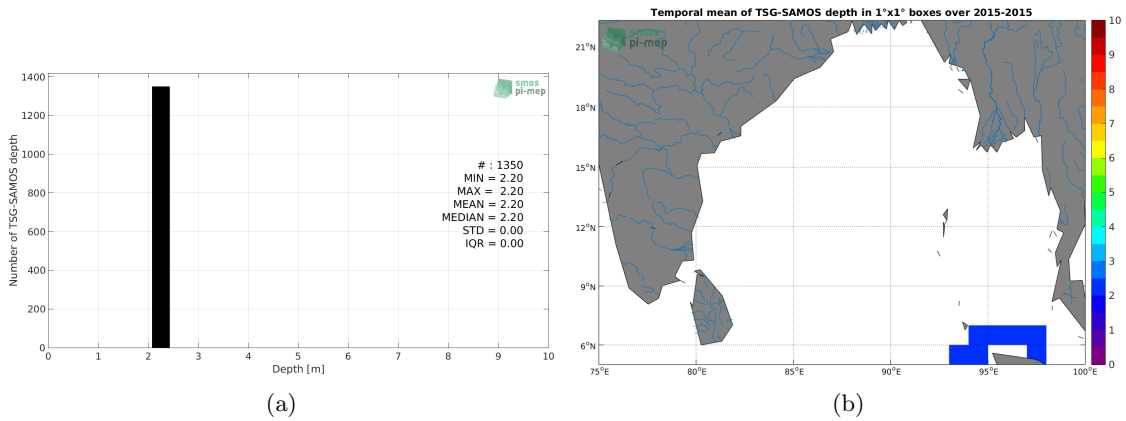 1400
1200
1000
800
600
400
200
0
Number of TSG-SAMOS depth
smos
pi-mep
# : 1350
MIN = 2.20
MAX = 2.20
MEAN = 2.20
MEDIAN = 2.20
STD = 0.00
IQR = 0.00
0 1 2 3 4 5 6 7 8 9 10
Depth [m]
(a)
Temporal mean of TSG-SAMOS depth in 1°x1° boxes over 2015-2015
smos
pi-mep
21°N
18°N
15°N
12°N
9°N
6°N
75°E 80°E 85°E 90°E 95°E 100°E
10
9
8
7
6
5
4
3
2
1
0
(b)